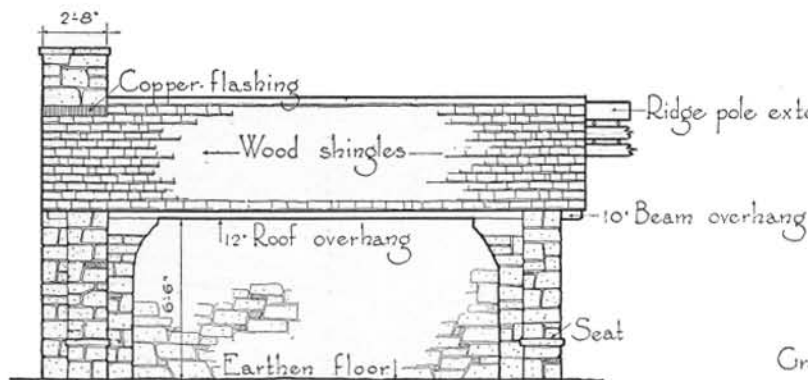 2'-8"
Copper flashing
Ridge pole
Wood shingles
10" Beam overhang
12" Roof overhang
6'-6"
Seat
Earthen floor